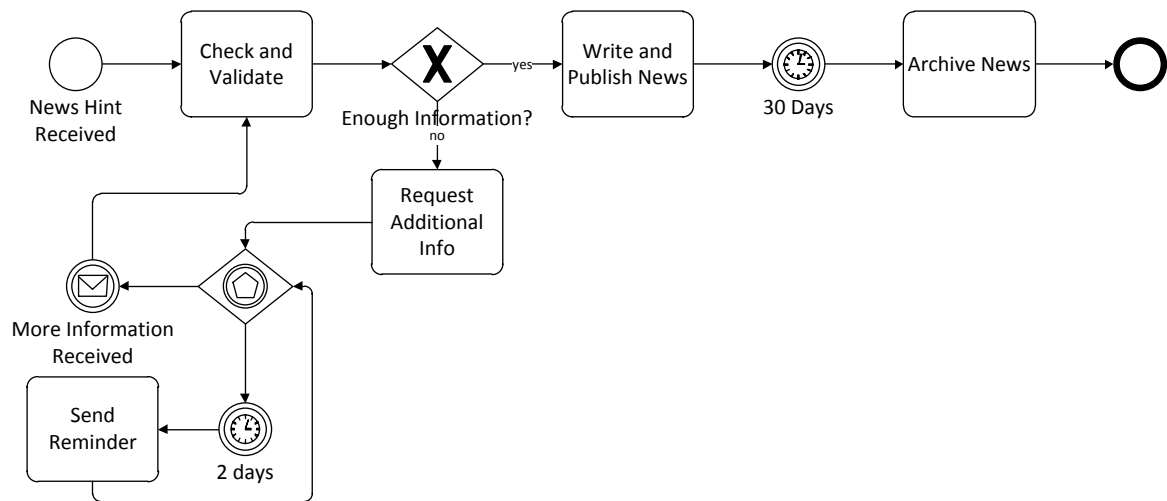 News Hint
Received
Check and
Validate
Enough Information?
yes
no
Write and
Publish News
30 Days
Archive News
Request
Additional
Info
More Information
Received
Send
Reminder
2 days